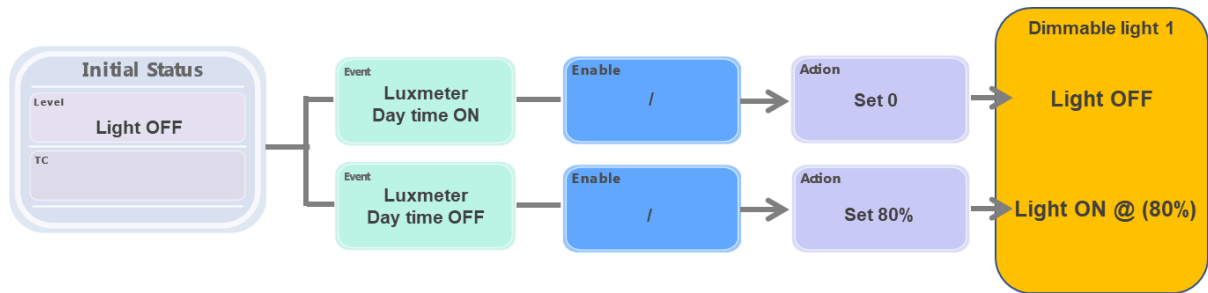 Initial Status
Level
Light OFF
TC
Event
Luxmeter
Day time ON
Enable
/
Action
Set 0
Event
Luxmeter
Day time OFF
Enable
/
Action
Set 80%
Dimmable light 1
Light OFF
Light ON @ (80%)